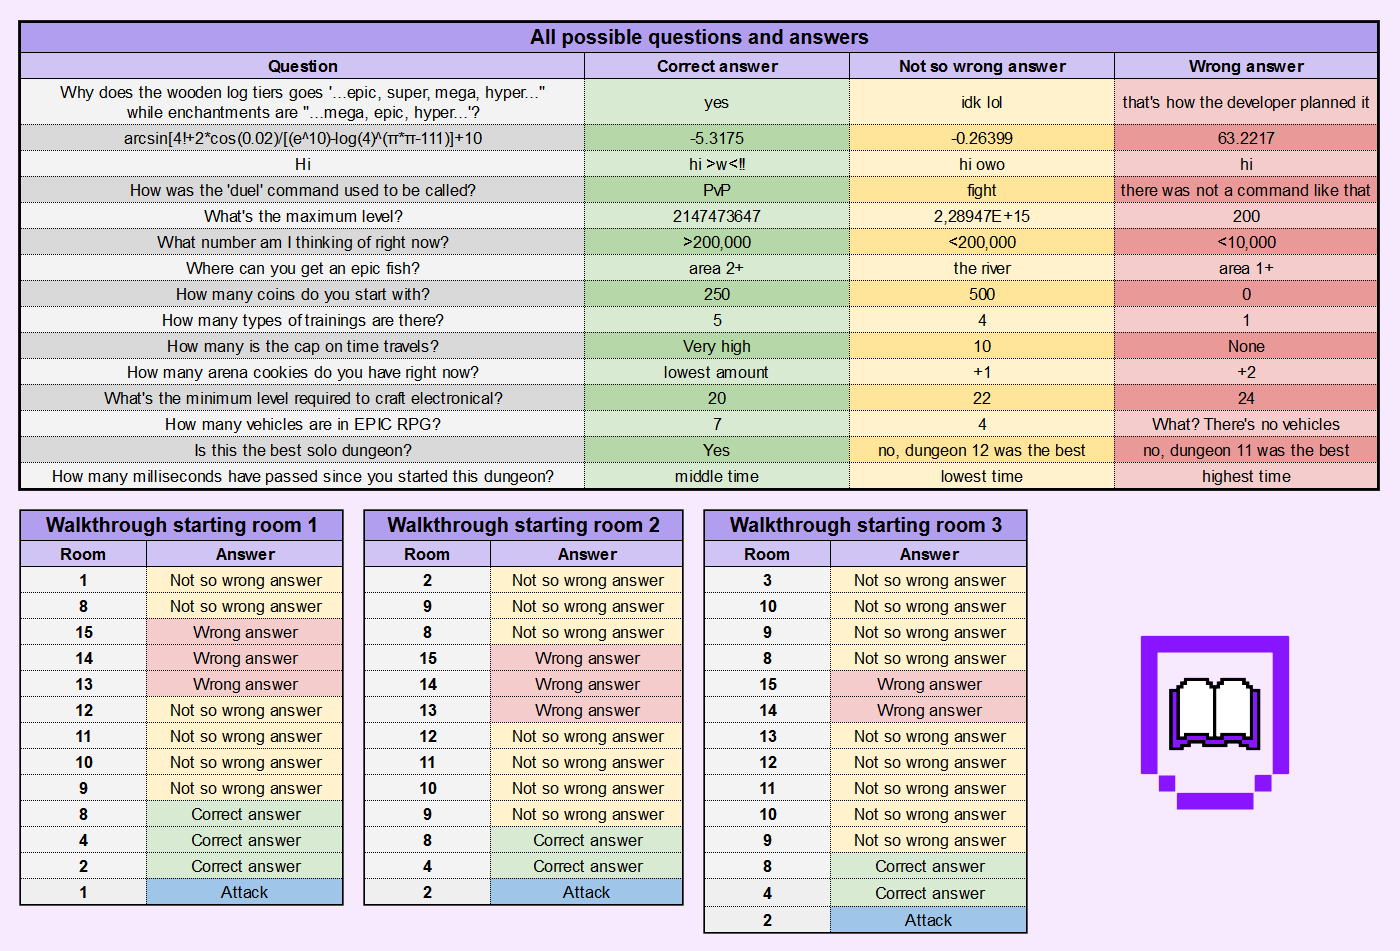 All possible questions and answers
Question Correct answer Not so wrong answer Wrong answer
Why does the wooden log tiers goes '...epic, super, mega, hyper..."
while enchantments are "...mega, epic, hyper...'? yes idk lol that's how the developer planned it
arcsin[4!+2*cos(0.02)/[(e^10)-log(4)^(π*π-111)]+10 -5.3175 -0.26399 63.2217
Hi hi >w<!! hi owo hi
How was the 'duel' command used to be called? PvP fight there was not a command like that
What's the maximum level? 2147473647 2,28947E+15 200
What number am I thinking of right now? >200,000 <200,000 <10,000
Where can you get an epic fish? area 2+ the river area 1+
How many coins do you start with? 250 500 0
How many types of trainings are there? 5 4 1
How many is the cap on time travels? Very high 10 None
How many arena cookies do you have right now? lowest amount +1 +2
What's the minimum level required to craft electronical? 20 22 24
How many vehicles are in EPIC RPG? 7 4 What? There's no vehicles
Is this the best solo dungeon? Yes no, dungeon 12 was the best no, dungeon 11 was the best
How many milliseconds have passed since you started this dungeon? middle time lowest time highest time
Walkthrough starting room 1
Room Answer
1 Not so wrong answer
8 Not so wrong answer
15 Wrong answer
14 Wrong answer
13 Wrong answer
12 Not so wrong answer
11 Not so wrong answer
10 Not so wrong answer
9 Not so wrong answer
8 Correct answer
4 Correct answer
2 Correct answer
1 Attack
Walkthrough starting room 2
Room Answer
2 Not so wrong answer
9 Not so wrong answer
8 Not so wrong answer
15 Wrong answer
14 Wrong answer
13 Wrong answer
12 Not so wrong answer
11 Not so wrong answer
10 Not so wrong answer
9 Not so wrong answer
8 Correct answer
4 Correct answer
2 Attack
Walkthrough starting room 3
Room Answer
3 Not so wrong answer
10 Not so wrong answer
9 Not so wrong answer
8 Not so wrong answer
15 Wrong answer
14 Wrong answer
13 Not so wrong answer
12 Not so wrong answer
11 Not so wrong answer
10 Not so wrong answer
9 Not so wrong answer
8 Correct answer
4 Correct answer
2 Attack